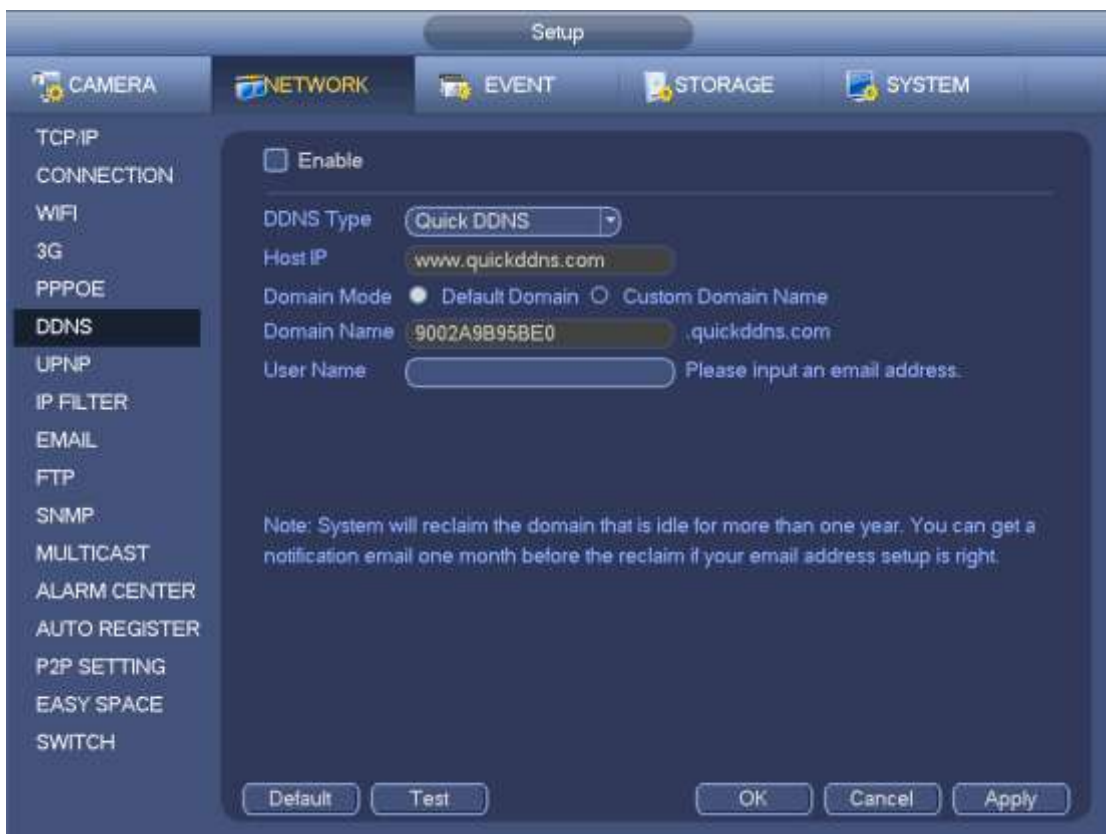 Setup
CAMERA NETWORK EVENT STORAGE SYSTEM
TCP/IP
CONNECTION
WIFI
3G
PPPOE
DDNS
UPNP
IP FILTER
EMAIL
FTP
SNMP
MULTICAST
ALARM CENTER
AUTO REGISTER
P2P SETTING
EASY SPACE
SWITCH
Enable
DDNS Type Quick DDNS
Host IP www.quickddns.com
Domain Mode Default Domain Custom Domain Name
Domain Name 9002A9B95BE0 .quickddns.com
User Name Please input an email address.
Note: System will reclaim the domain that is idle for more than one year. You can get a
notification email one month before the reclaim if your email address setup is right.
Default Test OK Cancel Apply